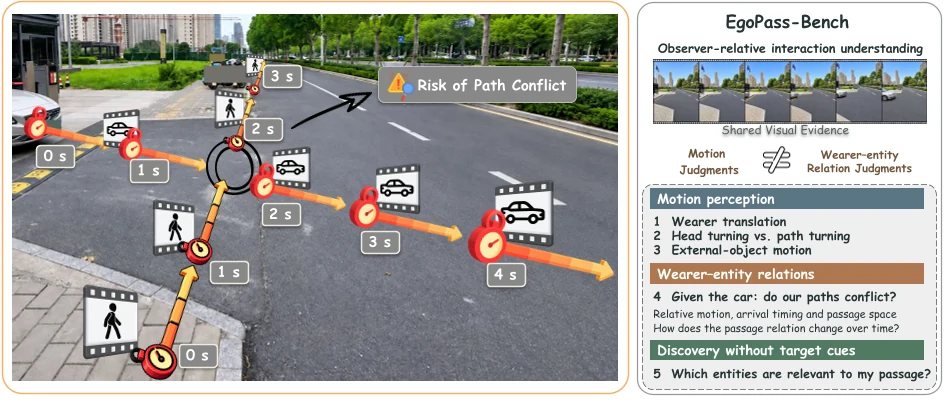 3 s
Risk of Path Conflict
2 s
0 s
1 s
2 s
3 s
1 s
4 s
0 s
EgoPass-Bench
Observer-relative interaction understanding
Shared Visual Evidence
Motion
Judgments
≠
Wearer-entity
Relation Judgments
Motion perception
1 Wearer translation
2 Head turning vs. path turning
3 External-object motion
Wearer-entity relations
4 Given the car: do our paths conflict?
Relative motion, arrival timing and passage space
How does the passage relation change over time?
Discovery without target cues
5 Which entities are relevant to my passage?